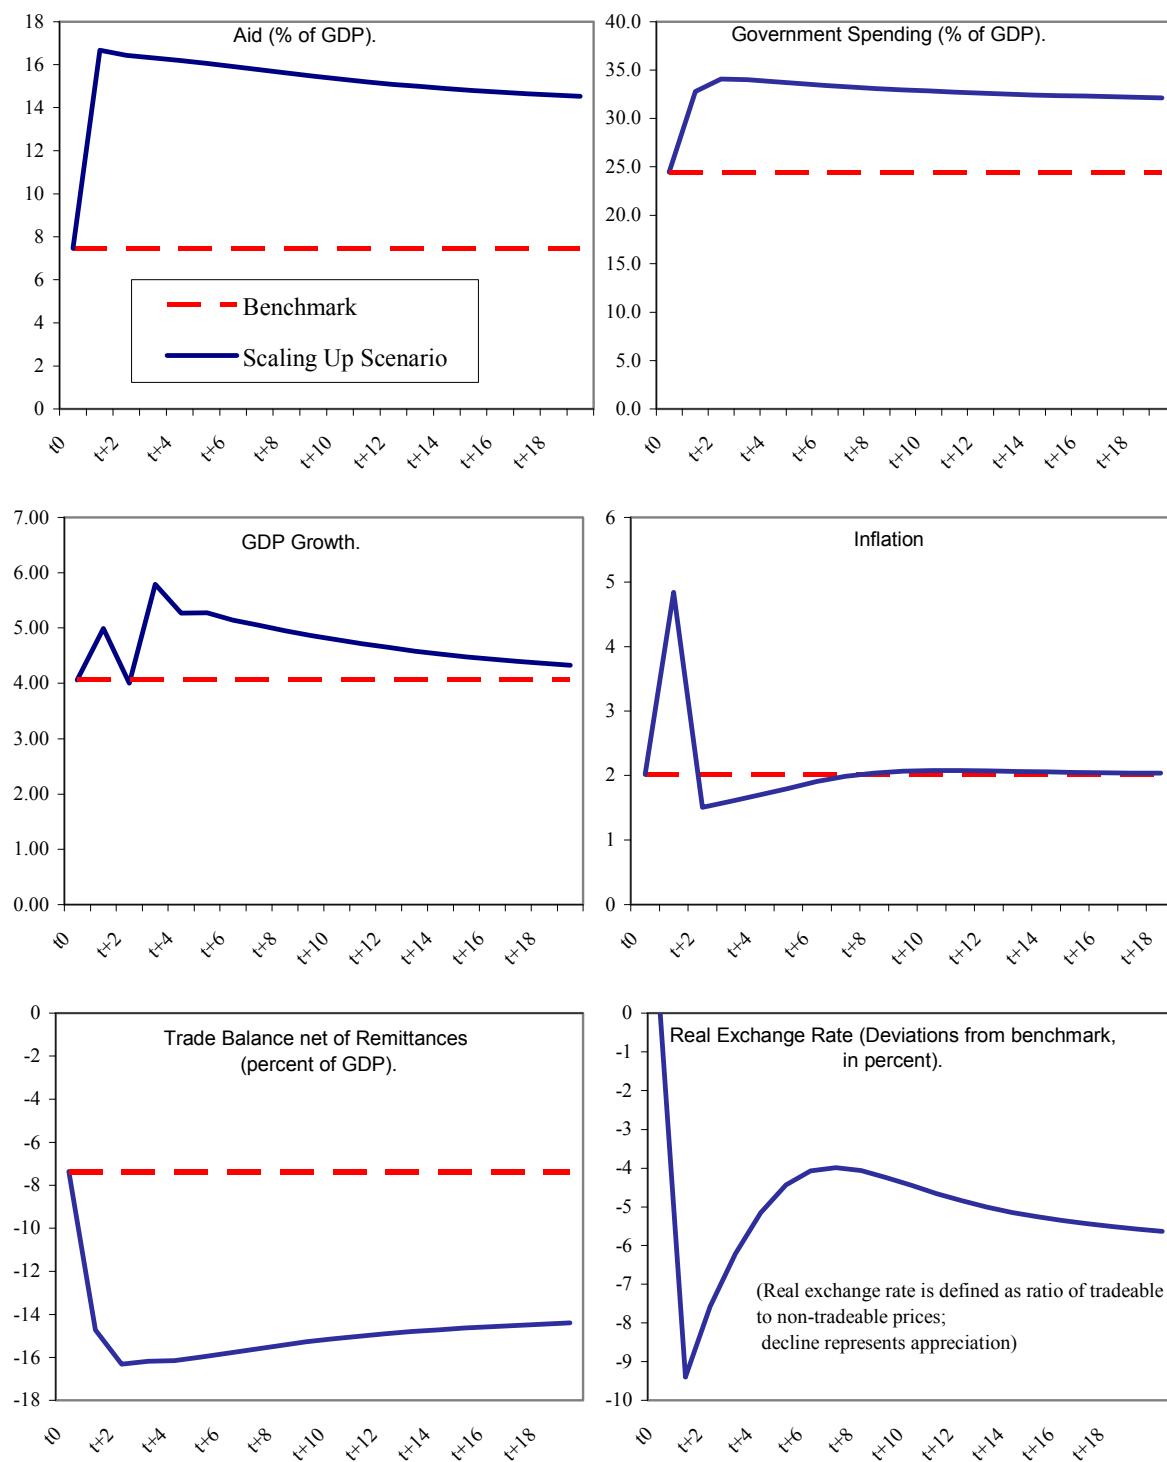 Aid (% of GDP).
18
16
14
12
10
8
6
4
2
0
Benchmark
Scaling Up Scenario
t0
t+2
t+4
t+6
t+8
t+10
t+12
t+14
t+16
t+18
Government Spending (% of GDP).
40.0
35.0
30.0
25.0
20.0
15.0
10.0
5.0
0.0
t0
t+2
t+4
t+6
t+8
t+10
t+12
t+14
t+16
t+18
GDP Growth.
7.00
6.00
5.00
4.00
3.00
2.00
1.00
0.00
t0
t+2
t+4
t+6
t+8
t+10
t+12
t+14
t+16
t+18
Inflation
6
5
4
3
2
1
0
t0
t+2
t+4
t+6
t+8
t+10
t+12
t+14
t+16
t+18
Trade Balance net of Remittances
(percent of GDP).
0
-2
-4
-6
-8
-10
-12
-14
-16
-18
t0
t+2
t+4
t+6
t+8
t+10
t+12
t+14
t+16
t+18
Real Exchange Rate (Deviations from benchmark,
in percent).
0
-1
-2
-3
-4
-5
-6
-7
-8
-9
-10
(Real exchange rate is defined as ratio of tradeable
to non-tradeable prices;
decline represents appreciation)
t0
t+2
t+4
t+6
t+8
t+10
t+12
t+14
t+16
t+18